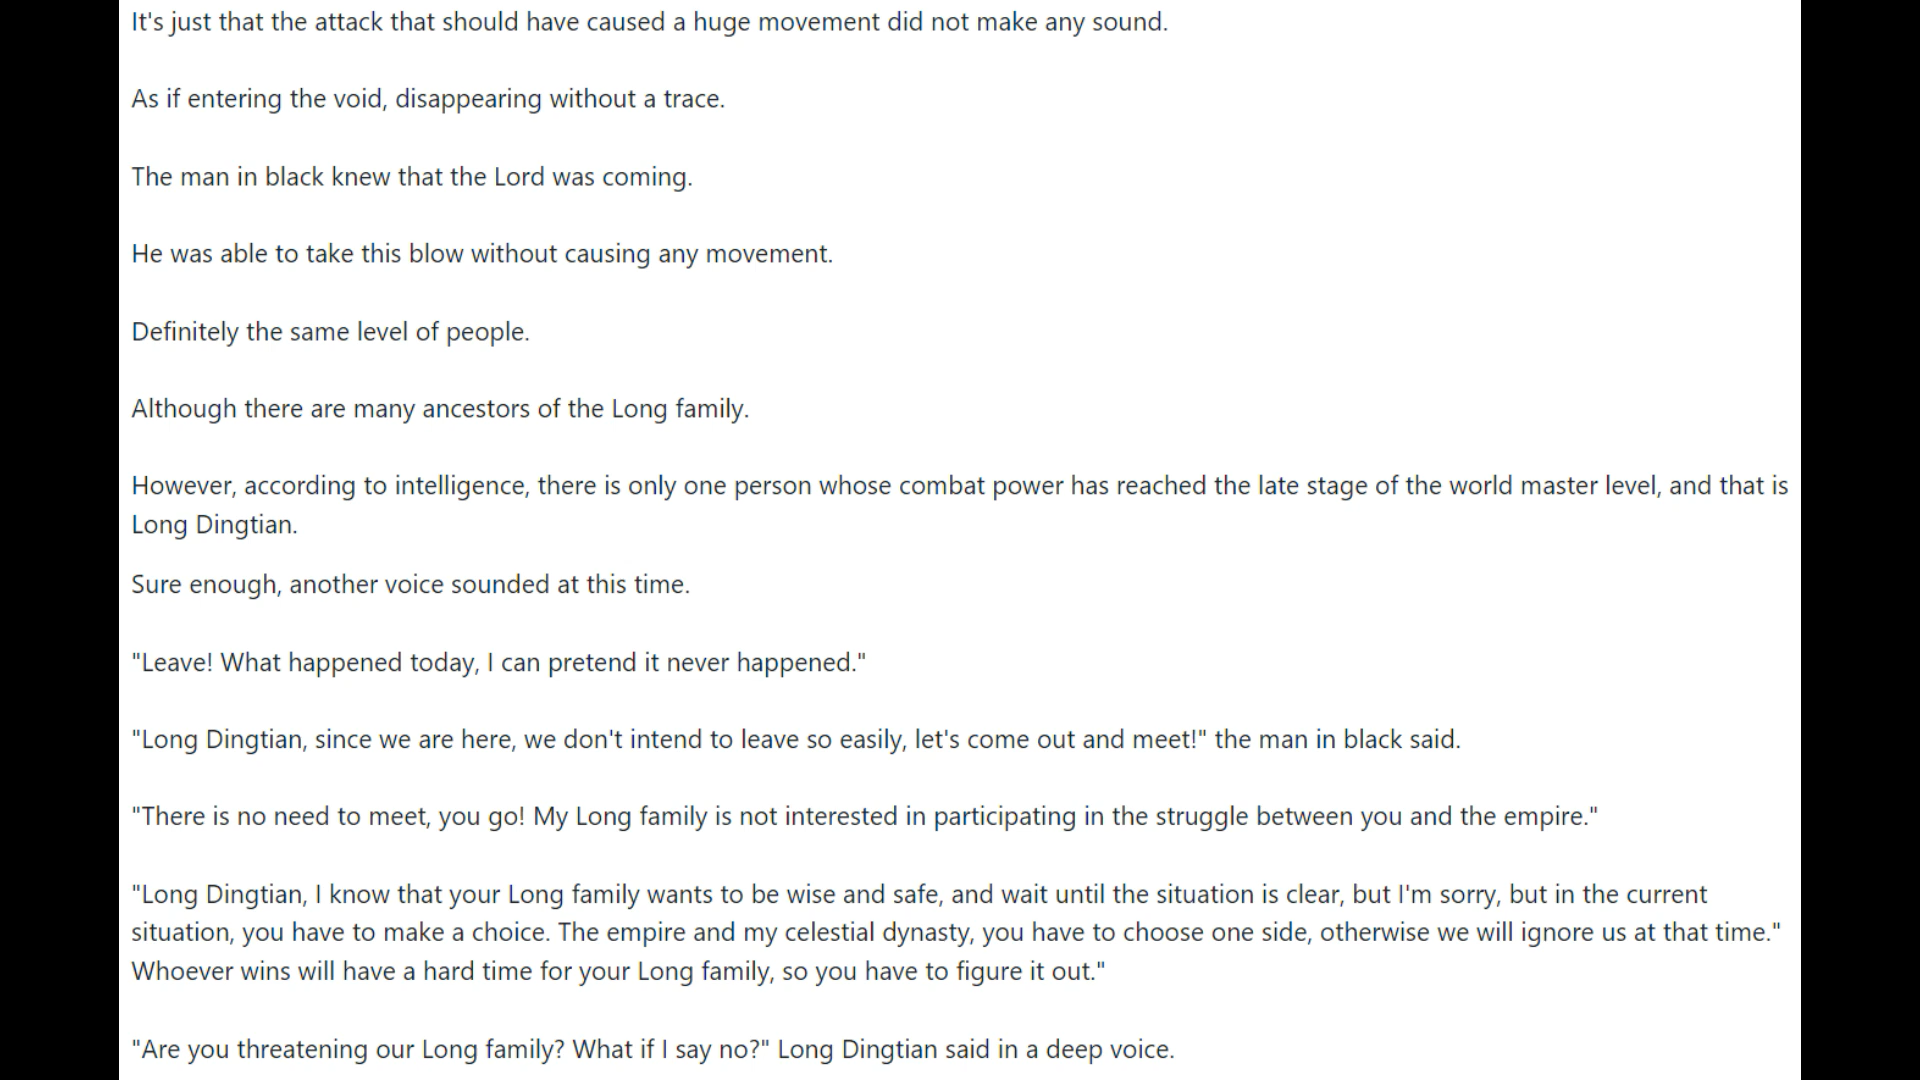 It's just that the attack that should have caused a huge movement did not make any sound.
As if entering the void, disappearing without a trace.
The man in black knew that the Lord was coming.
He was able to take this blow without causing any movement.
Definitely the same level of people.
Although there are many ancestors of the Long family.
However, according to intelligence, there is only one person whose combat power has reached the late stage of the world master level, and that is
Long Dingtian.
Sure enough, another voice sounded at this time.
"Leave! What happened today, I can pretend it never happened."
"Long Dingtian, since we are here, we don't intend to leave so easily, let's come out and meet!" the man in black said.
"There is no need to meet, you go! My Long family is not interested in participating in the struggle between you and the empire."
"Long Dingtian, I know that your Long family wants to be wise and safe, and wait until the situation is clear, but I'm sorry, but in the current
situation, you have to make a choice. The empire and my celestial dynasty, you have to choose one side, otherwise we will ignore us at that time."
Whoever wins will have a hard time for your Long family, so you have to figure it out."
"Are you threatening our Long family? What if I say no?" Long Dingtian said in a deep voice.